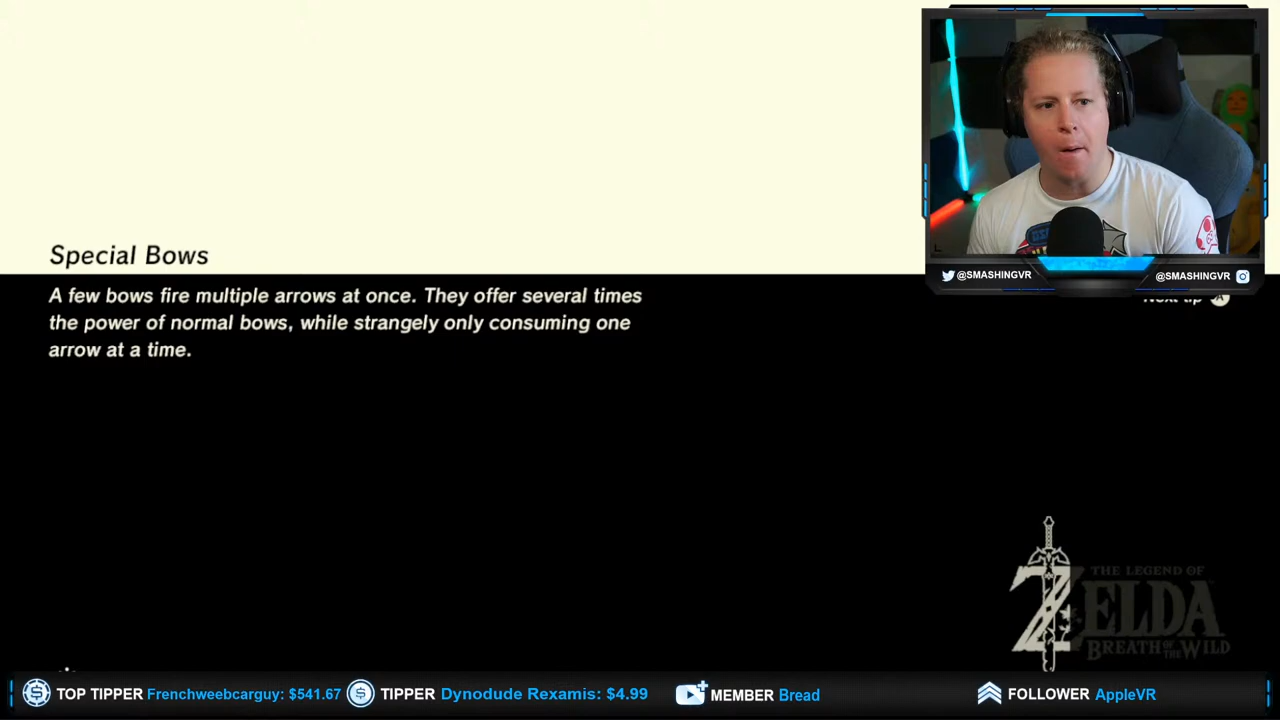 Special Bows
A few bows fire multiple arrows at once. They offer several times
the power of normal bows, while strangely only consuming one
arrow at a time.
@SMASHINGVR
@SMASHINGVR
Next tip A
THE LEGEND OF
ZELDA
BREATH OF THE WILD
TOP TIPPER Frenchweebcarguy: $541.67 TIPPER Dynodude Rexamis: $4.99 MEMBER Bread FOLLOWER AppleVR